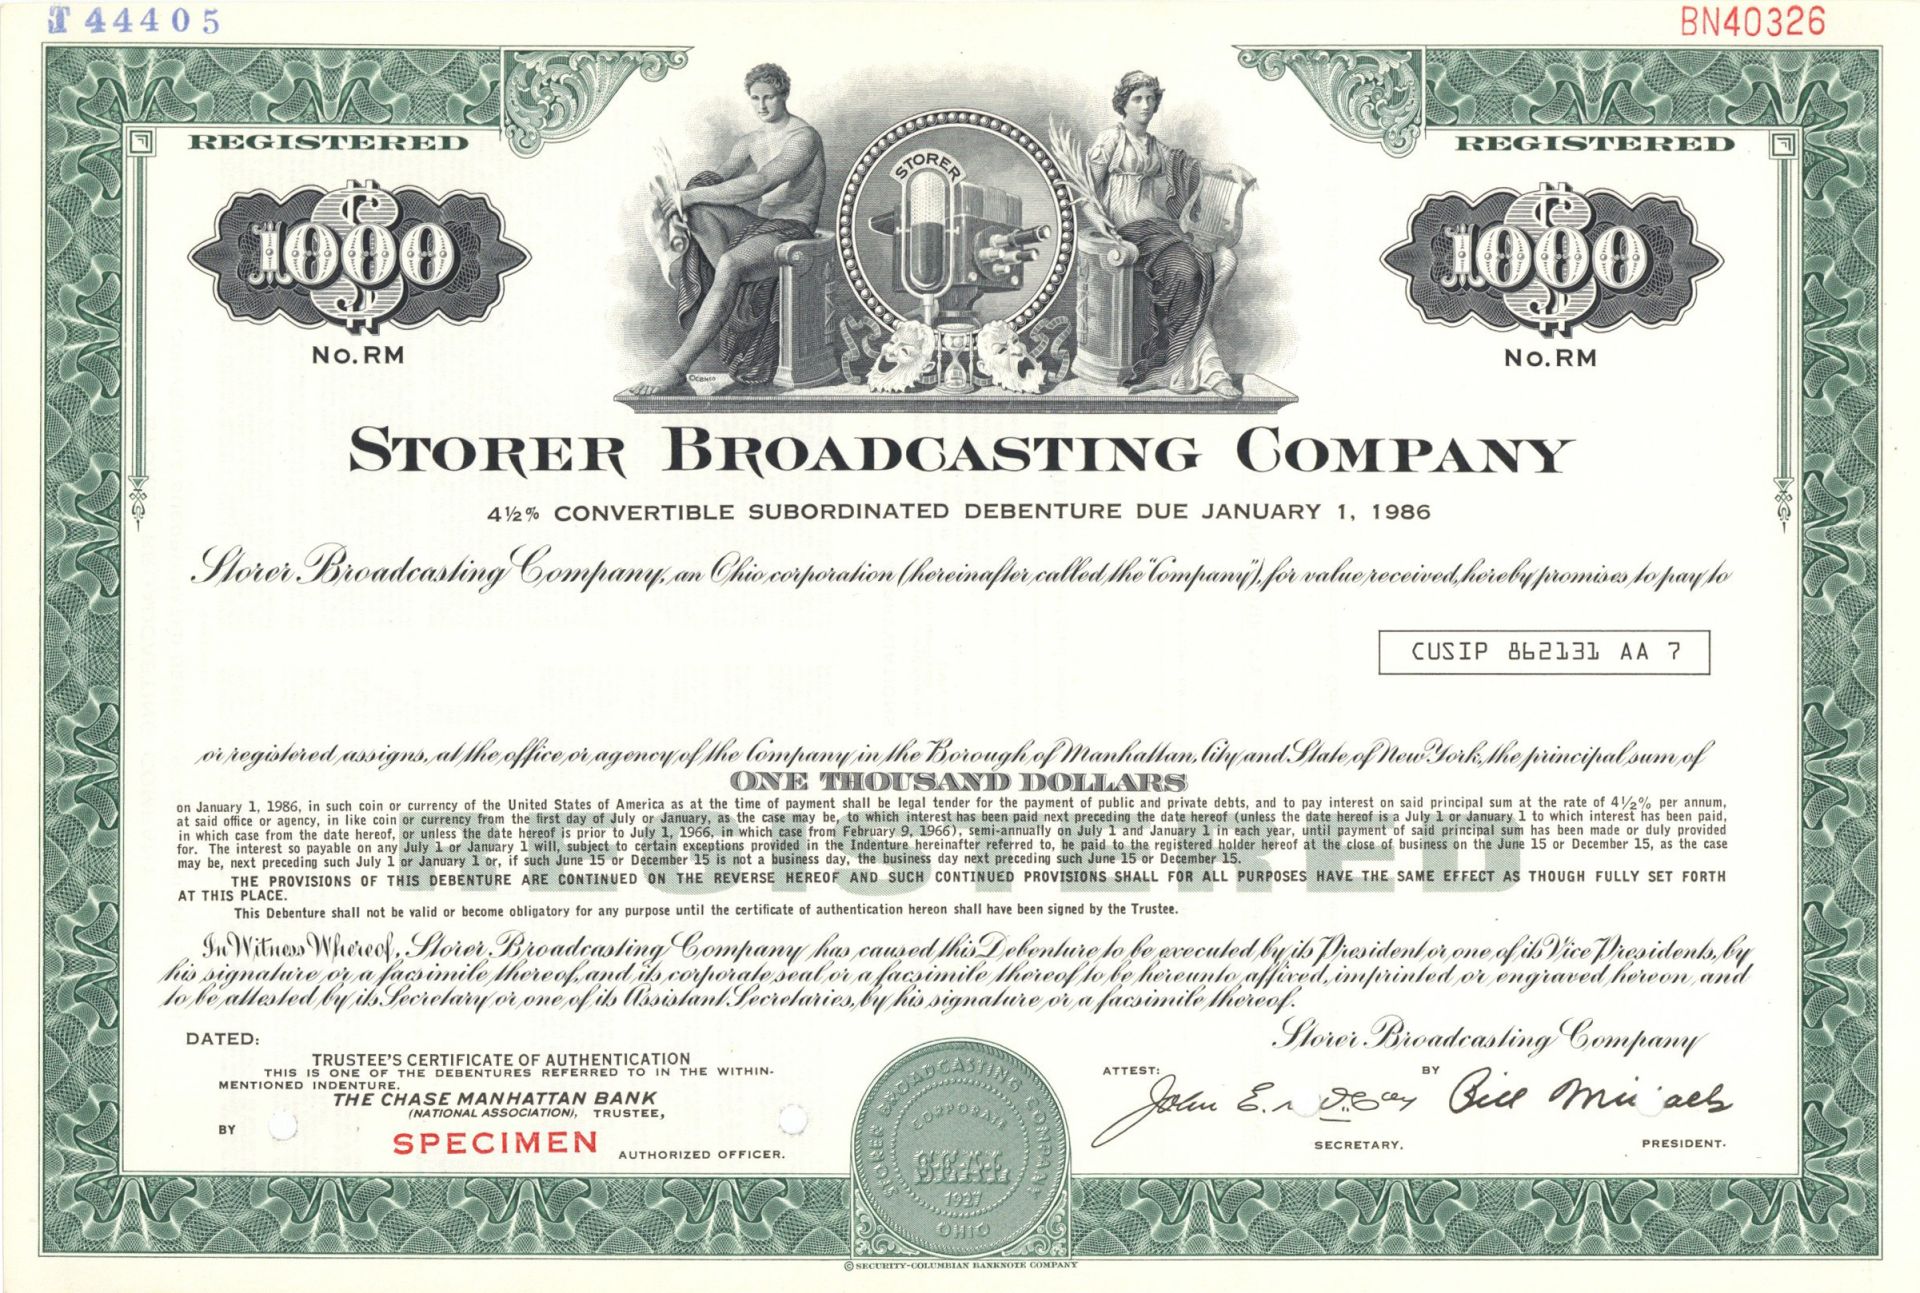 T 44405
BN40326
REGISTERED
REGISTERED
$1000
$1000
No. RM
No. RM
STORER
STORER BROADCASTING COMPANY
4½% CONVERTIBLE SUBORDINATED DEBENTURE DUE JANUARY 1, 1986
Storer Broadcasting Company, an Ohio corporation (hereinafter called the "Company"), for value received, hereby promises to pay to
CUSIP 862131 AA 7
or registered assigns, at the office or agency of the Company in the Borough of Manhattan, City and State of New York, the principal sum of
ONE THOUSAND DOLLARS
on January 1, 1986, in such coin or currency of the United States of America as at the time of payment shall be legal tender for the payment of public and private debts, and to pay interest on said principal sum at the rate of 4½% per annum,
at said office or agency, in like coin or currency from the first day of July or January, as the case may be, to which interest has been paid next preceding the date hereof (unless the date hereof is a July 1 or January 1 to which interest has been paid,
in which case from the date hereof, or unless the date hereof is prior to July 1, 1966, in which case from February 9, 1966), semi-annually on July 1 and January 1 in each year, until payment of said principal sum has been made or duly provided
for. The interest so payable on any July 1 or January 1 will, subject to certain exceptions provided in the Indenture hereinafter referred to, be paid to the registered holder hereof at the close of business on the June 15 or December 15, as the case
may be, next preceding such July 1 or January 1 or, if such June 15 or December 15 is not a business day, the business day next preceding such June 15 or December 15.
REGISTERED
THE PROVISIONS OF THIS DEBENTURE ARE CONTINUED ON THE REVERSE HEREOF AND SUCH CONTINUED PROVISIONS SHALL FOR ALL PURPOSES HAVE THE SAME EFFECT AS THOUGH FULLY SET FORTH
AT THIS PLACE.
This Debenture shall not be valid or become obligatory for any purpose until the certificate of authentication hereon shall have been signed by the Trustee.
In Witness Whereof, Storer Broadcasting Company has caused this Debenture to be executed by its President or one of its Vice Presidents, by
his signature or a facsimile thereof, and its corporate seal or a facsimile thereof to be hereunto affixed, imprinted or engraved hereon and
to be attested by its Secretary or one of its Assistant Secretaries, by his signature or a facsimile thereof.
DATED:
Storer Broadcasting Company
TRUSTEE'S CERTIFICATE OF AUTHENTICATION
THIS IS ONE OF THE DEBENTURES REFERRED TO IN THE WITHIN-
MENTIONED INDENTURE.
THE CHASE MANHATTAN BANK
(NATIONAL ASSOCIATION), TRUSTEE,
BY
SPECIMEN
AUTHORIZED OFFICER.
STORER BROADCASTING COMPANY
CORPORATE
SEAL
1927
OHIO
ATTEST:
John E.
SECRETARY.
BY
Bill Michaels
PRESIDENT.
© SECURITY-COLUMBIAN BANKNOTE COMPANY